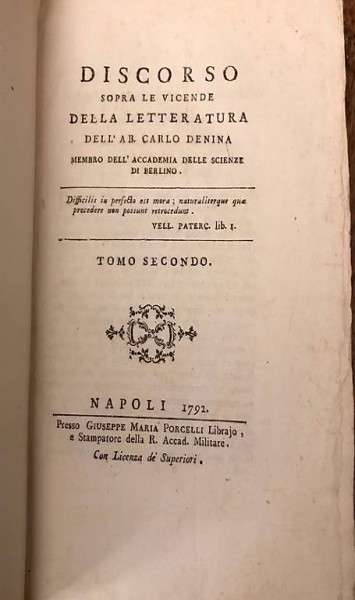 DISCORSO
SOPRA LE VICENDE
DELLA LETTERATURA
DELL' AB. CARLO DENINA
MEMBRO DELL' ACCADEMIA DELLE SCIENZE
DI BERLINO.
Difficilis in perfecto est mora; naturaliterque quæ
procedere non possunt retrocedunt.
VELL. PATERC. lib. I.
TOMO SECONDO.
NAPOLI 1792.
Presso GIUSEPPE MARIA PORCELLI Librajo,
e Stampatore della R. Accad. Militare.
Con Licenza de' Superiori.